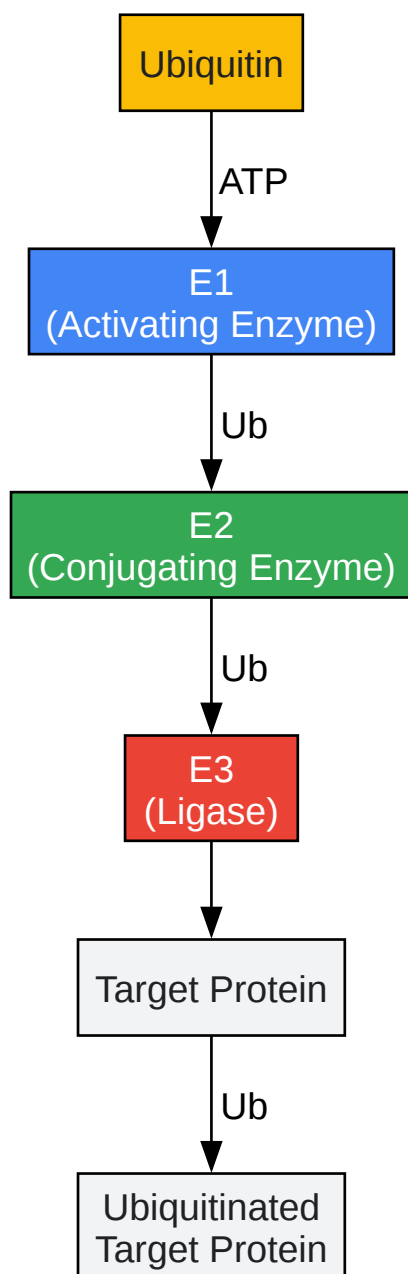 Ubiquitin
ATP
E1
(Activating Enzyme)
Ub
E2
(Conjugating Enzyme)
Ub
E3
(Ligase)
Target Protein
Ub
Ubiquitinated
Target Protein